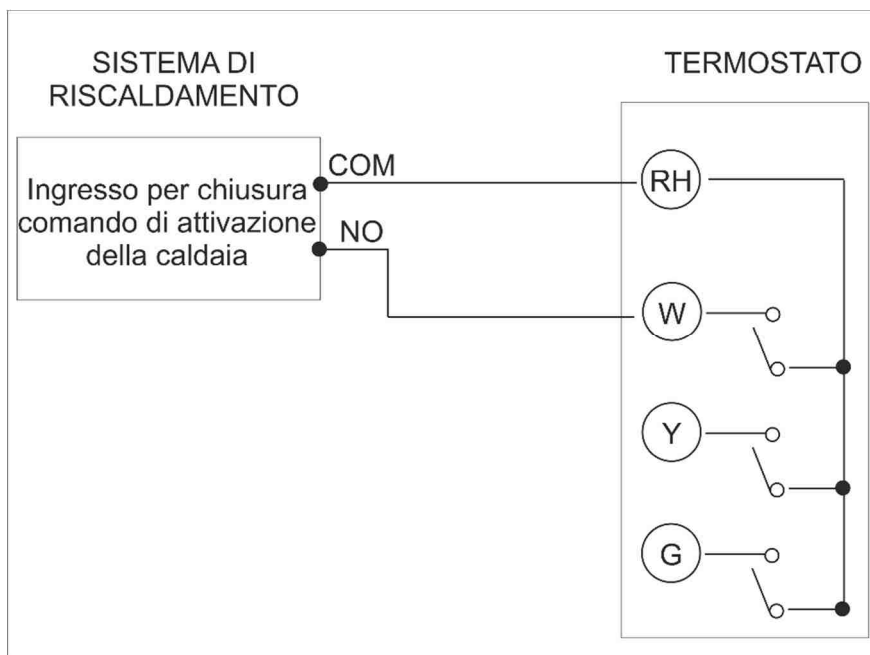 SISTEMA DI
RISCALDAMENTO
TERMOSTATO
Ingresso per chiusura
comando di attivazione
della caldaia
COM
NO
RH
W
Y
G